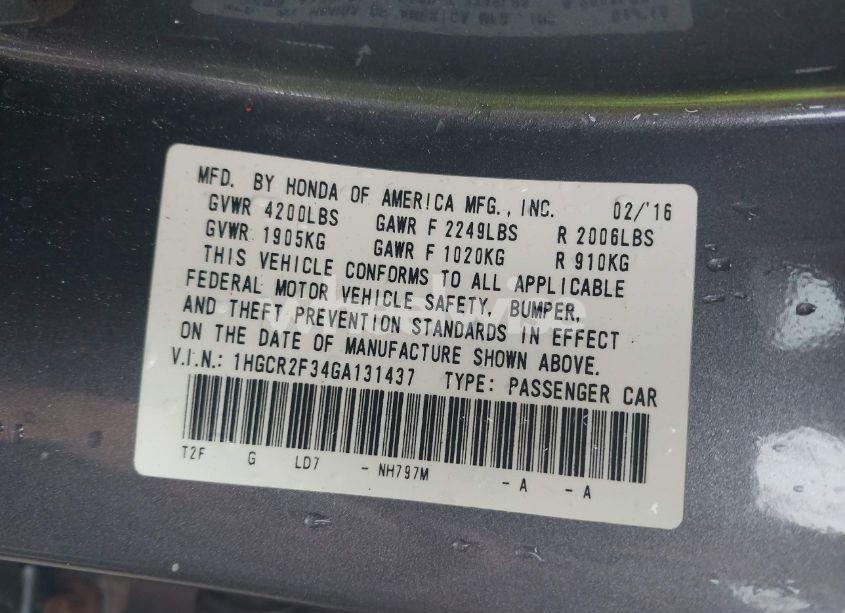 MFD. BY HONDA OF AMERICA MFG., INC. 02/'16
GVWR 4200LBS GAWR F 2249LBS R 2006LBS
GVWR 1905KG GAWR F 1020KG R 910KG
THIS VEHICLE CONFORMS TO ALL APPLICABLE
FEDERAL MOTOR VEHICLE SAFETY, BUMPER,
AND THEFT PREVENTION STANDARDS IN EFFECT
ON THE DATE OF MANUFACTURE SHOWN ABOVE.
V.I.N.: 1HGCR2F34GA131437 TYPE: PASSENGER CAR
T2F G LD7 - NH797M - A - A